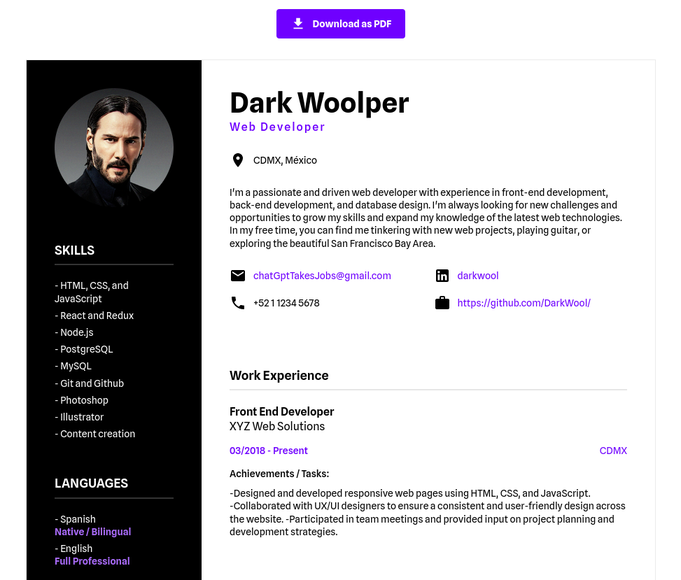 Download as PDF
Dark Woolper
Web Developer
CDMX, México
I'm a passionate and driven web developer with experience in front-end development,
back-end development, and database design. I'm always looking for new challenges and
opportunities to grow my skills and expand my knowledge of the latest web technologies.
In my free time, you can find me tinkering with new web projects, playing guitar, or
exploring the beautiful San Francisco Bay Area.
chatGptTakesJobs@gmail.com
darkwool
+52 1 1234 5678
https://github.com/DarkWool/
SKILLS
- HTML, CSS, and
JavaScript
- React and Redux
- Node.js
- PostgreSQL
- MySQL
- Git and Github
- Photoshop
- Illustrator
- Content creation
LANGUAGES
- Spanish
Native / Bilingual
- English
Full Professional
Work Experience
Front End Developer
XYZ Web Solutions
03/2018 - Present
CDMX
Achievements / Tasks:
-Designed and developed responsive web pages using HTML, CSS, and JavaScript.
-Collaborated with UX/UI designers to ensure a consistent and user-friendly design across
the website. -Participated in team meetings and provided input on project planning and
development strategies.